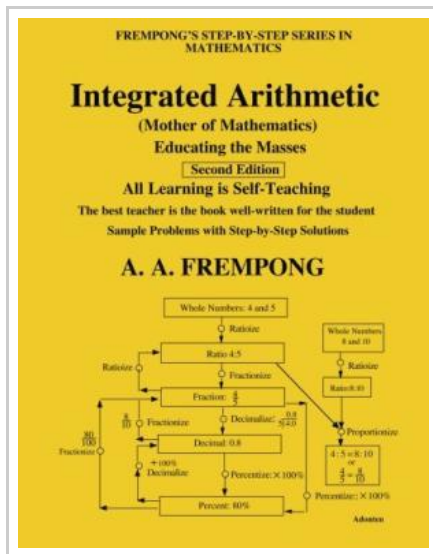 FREMPONG'S STEP-BY-STEP SERIES IN
MATHEMATICS
Integrated Arithmetic
(Mother of Mathematics)
Educating the Masses
Second Edition
All Learning is Self-Teaching
The best teacher is the book well-written for the student
Sample Problems with Step-by-Step Solutions
A. A. FREMPONG
Whole Numbers: 4 and 5
Ratioize
Whole Numbers
8 and 10
Ratioize
Ratio 4:5
Ratioize
Fractionize
Ratio 8:10
Fraction: 4/5
8/10
Fractionize
Decimalize: 5)4.0 0.8
Proportionize
80/100
Fractionize
Decimal: 0.8
4 : 5 = 8 : 10
or
4/5 = 8/10
÷100%
Decimalize
Percentize: × 100%
Percentize: × 100%
Percent: 80%
Adonten